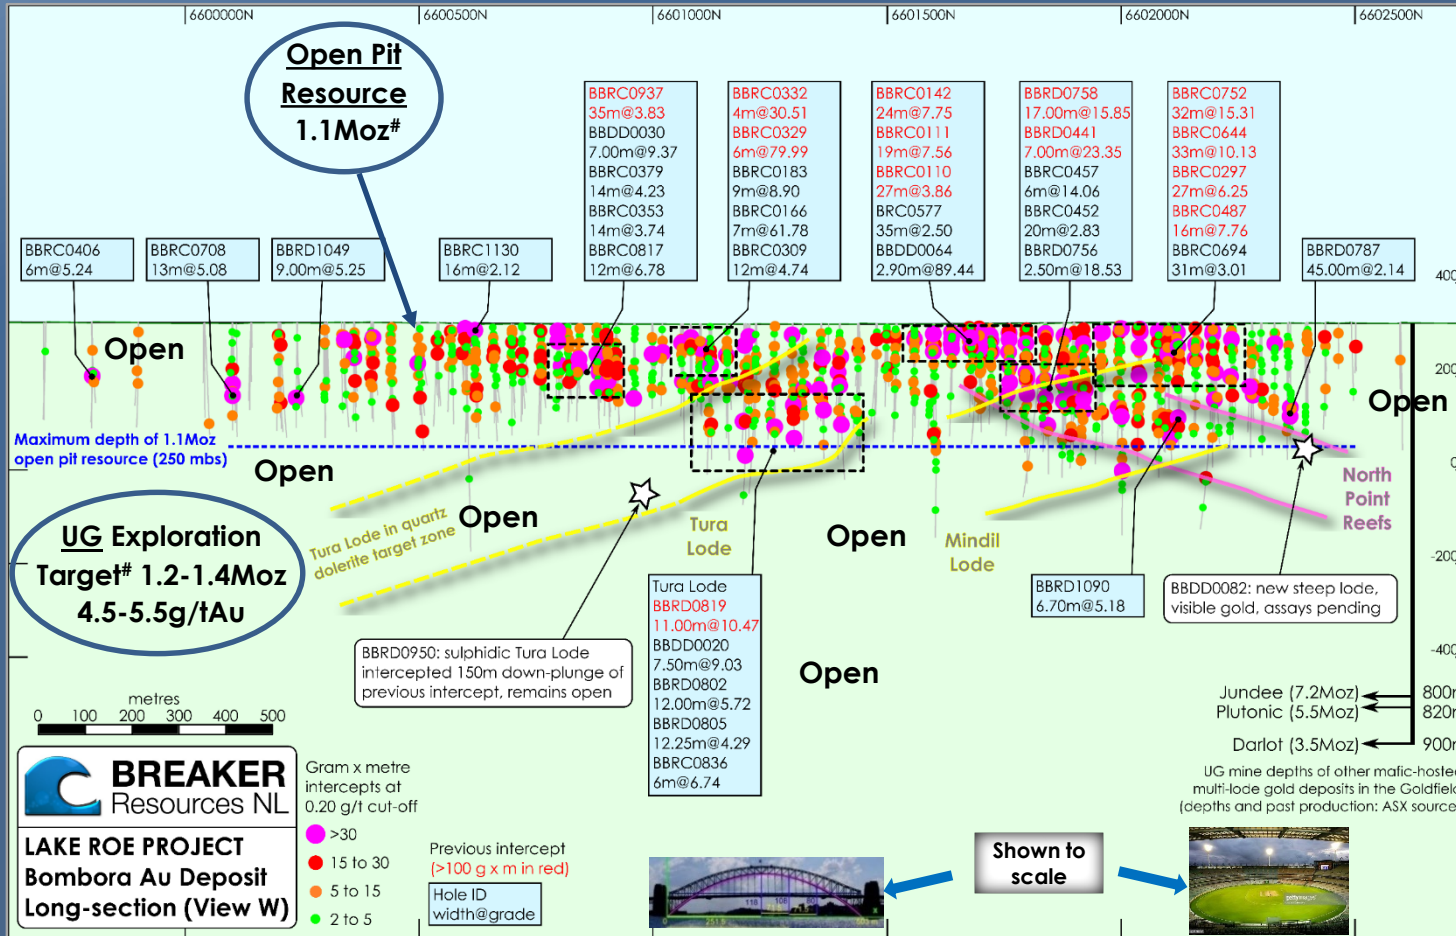 6600000N
6600500N
6601000N
6601500N
6602000N
6602500N
Open Pit
Resource
1.1Moz#
BBRC0406
6m@5.24
BBRC0708
13m@5.08
BBRD1049
9.00m@5.25
BBRC1130
16m@2.12
BBRC0937
35m@3.83
BBDD0030
7.00m@9.37
BBRC0379
14m@4.23
BBRC0353
14m@3.74
BBRC0817
12m@6.78
BBRC0332
4m@30.51
BBRC0329
6m@79.99
BBRC0183
9m@8.90
BBRC0166
7m@61.78
BBRC0309
12m@4.74
BBRC0142
24m@7.75
BBRC0111
19m@7.56
BBRC0110
27m@3.86
BRC0577
35m@2.50
BBDD0064
2.90m@89.44
BBRD0758
17.00m@15.85
BBRD0441
7.00m@23.35
BBRC0457
6m@14.06
BBRC0452
20m@2.83
BBRD0756
2.50m@18.53
BBRC0752
32m@15.31
BBRC0644
33m@10.13
BBRC0297
27m@6.25
BBRC0487
16m@7.76
BBRC0694
31m@3.01
BBRD0787
45.00m@2.14
400
200
0
-200
-400
Open
Open
Maximum depth of 1.1Moz
open pit resource (250 mbs)
Open
Open
Open
Open
UG Exploration
Target# 1.2-1.4Moz
4.5-5.5g/tAu
Tura Lode in quartz
dolerite target zone
Tura
Lode
Mindil
Lode
North
Point
Reefs
BBRD0950: sulphidic Tura Lode
intercepted 150m down-plunge of
previous intercept, remains open
Tura Lode
BBRD0819
11.00m@10.47
BBDD0020
7.50m@9.03
BBRD0802
12.00m@5.72
BBRD0805
12.25m@4.29
BBRC0836
6m@6.74
BBRD1090
6.70m@5.18
BBDD0082: new steep lode,
visible gold, assays pending
Jundee (7.2Moz)
800m
Plutonic (5.5Moz)
820m
Darlot (3.5Moz)
900m
UG mine depths of other mafic-hosted
multi-lode gold deposits in the Goldfield
(depths and past production: ASX source
metres
0 100 200 300 400 500
BREAKER
Resources NL
LAKE ROE PROJECT
Bombora Au Deposit
Long-section (View W)
Gram x metre
intercepts at
0.20 g/t cut-off
>30
15 to 30
5 to 15
2 to 5
Previous intercept
(>100 g x m in red)
Hole ID
width@grade
Shown to
scale